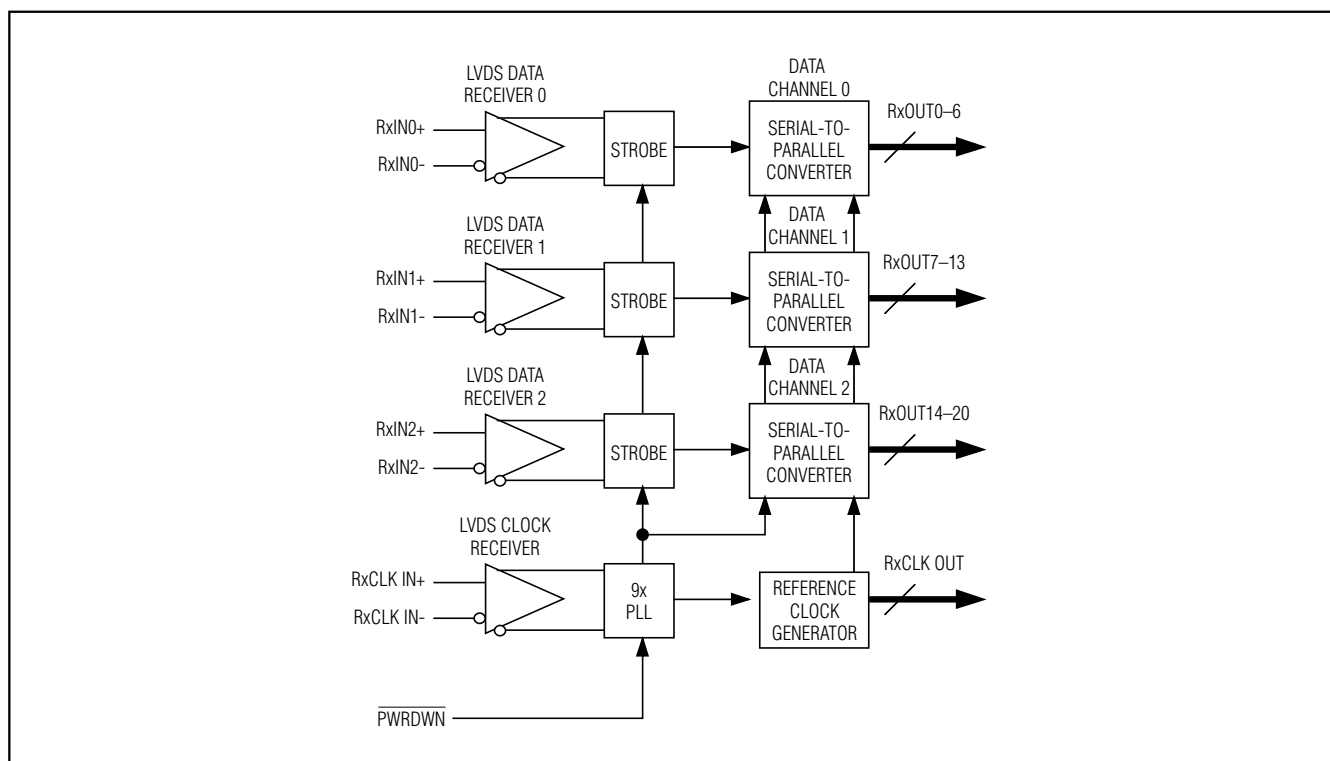 LVDS DATA
RECEIVER 0
RxIN0+
RxIN0-
STROBE
DATA
CHANNEL 0
SERIAL-TO-
PARALLEL
CONVERTER
RxOUT0–6
LVDS DATA
RECEIVER 1
RxIN1+
RxIN1-
STROBE
DATA
CHANNEL 1
SERIAL-TO-
PARALLEL
CONVERTER
RxOUT7–13
LVDS DATA
RECEIVER 2
RxIN2+
RxIN2-
STROBE
DATA
CHANNEL 2
SERIAL-TO-
PARALLEL
CONVERTER
RxOUT14–20
LVDS CLOCK
RECEIVER
RxCLK IN+
RxCLK IN-
9x
PLL
REFERENCE
CLOCK
GENERATOR
RxCLK OUT
PWRDWN